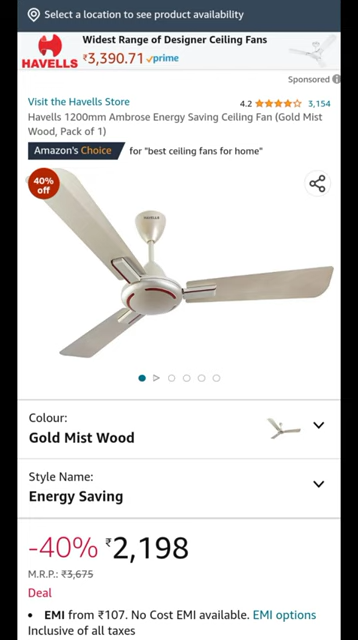 Select a location to see product availability
Widest Range of Designer Ceiling Fans
HAVELLS
₹3,390.71 prime
Sponsored
Visit the Havells Store
4.2 3,154
Havells 1200mm Ambrose Energy Saving Ceiling Fan (Gold Mist
Wood, Pack of 1)
Amazon's Choice for "best ceiling fans for home"
40%
off
HAVELLS
Colour:
Gold Mist Wood
Style Name:
Energy Saving
-40% ₹2,198
M.R.P.: ₹3,675
Deal
• EMI from ₹107. No Cost EMI available. EMI options
Inclusive of all taxes